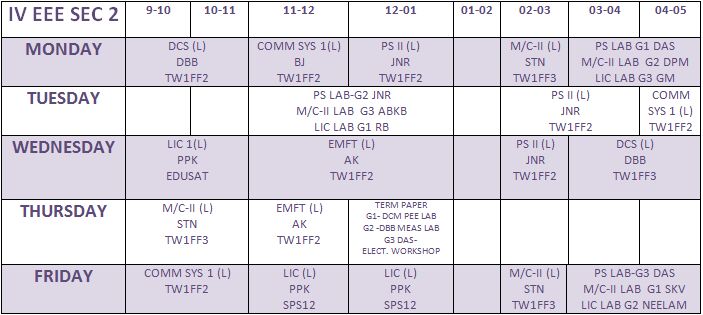 IV EEE SEC 2 9-10 10-11 11-12 12-01 01-02 02-03 03-04 04-05
MONDAY
DCS (L)
DBB
TW1FF2
COMM SYS 1(L)
BJ
TW1FF2
PS II (L)
JNR
TW1FF2
M/C-II (L)
STN
TW1FF3
PS LAB G1 DAS
M/C-II LAB G2 DPM
LIC LAB G3 GM
TUESDAY
PS LAB-G2 JNR
M/C-II LAB G3 ABKB
LIC LAB G1 RB
PS II (L)
JNR
TW1FF2
COMM
SYS 1 (L)
TW1FF2
WEDNESDAY
LIC 1(L)
PPK
EDUSAT
EMFT (L)
AK
TW1FF2
PS II (L)
JNR
TW1FF2
DCS (L)
DBB
TW1FF3
THURSDAY
M/C-II (L)
STN
TW1FF3
EMFT (L)
AK
TW1FF2
TERM PAPER
G1- DCM PEE LAB
G2 -DBB MEAS LAB
G3 DAS-
ELECT. WORKSHOP
FRIDAY
COMM SYS 1 (L)
TW1FF2
LIC (L)
PPK
SPS12
LIC (L)
PPK
SPS12
M/C-II (L)
STN
TW1FF3
PS LAB-G3 DAS
M/C-II LAB G1 SKV
LIC LAB G2 NEELAM